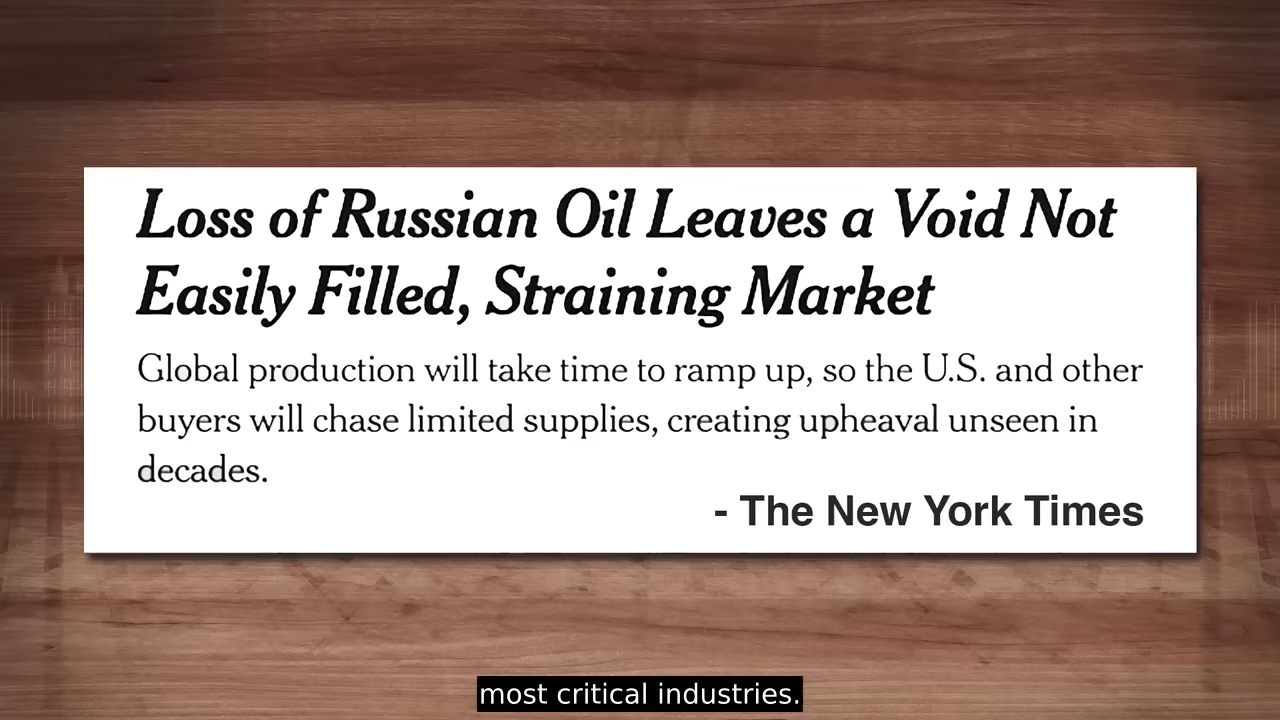 Loss of Russian Oil Leaves a Void Not
Easily Filled, Straining Market
Global production will take time to ramp up, so the U.S. and other
buyers will chase limited supplies, creating upheaval unseen in
decades.
- The New York Times
most critical industries.